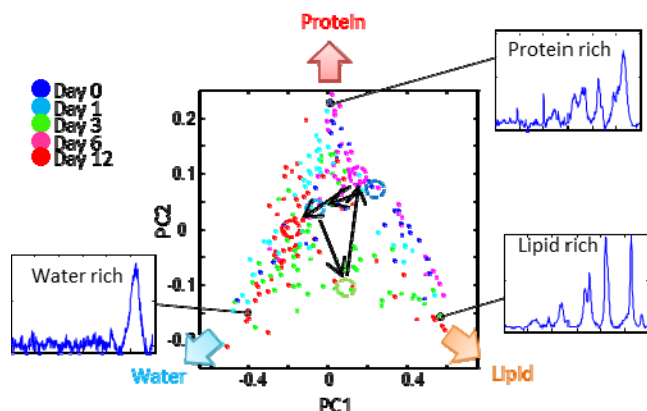 Protein
Protein rich
Day 0
Day 1
Day 3
Day 6
Day 12
0.2
0.1
0
-0.1
PC2
Lipid rich
Water rich
Water
-0.4
0
0.4
Lipid
PC1